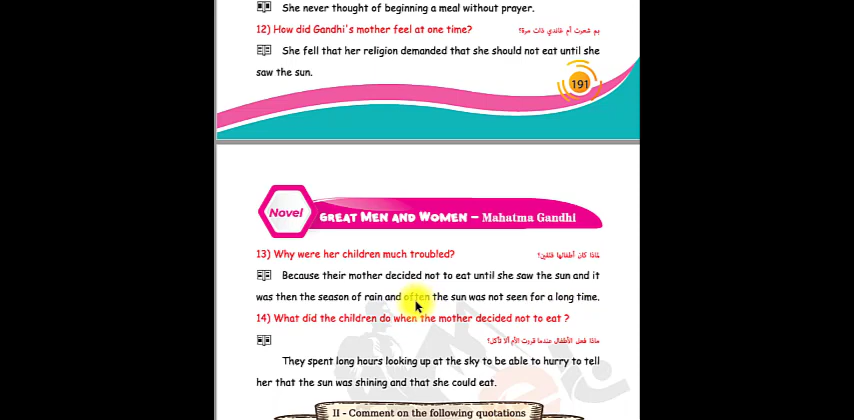 She never thought of beginning a meal without prayer.
12) How did Gandhi's mother feel at one time? بم شعرت أم غاندي ذات مرة؟
She fell that her religion demanded that she should not eat until she
saw the sun.
191
Novel
GREAT MEN AND WOMEN – Mahatma Gandhi
13) Why were her children much troubled? لماذا كان أطفالها قلقين؟
Because their mother decided not to eat until she saw the sun and it
was then the season of rain and often the sun was not seen for a long time.
14) What did the children do when the mother decided not to eat ?
ماذا فعل الأطفال عندما قررت الأم ألا تأكل؟
They spent long hours looking up at the sky to be able to hurry to tell
her that the sun was shining and that she could eat.
II - Comment on the following quotations